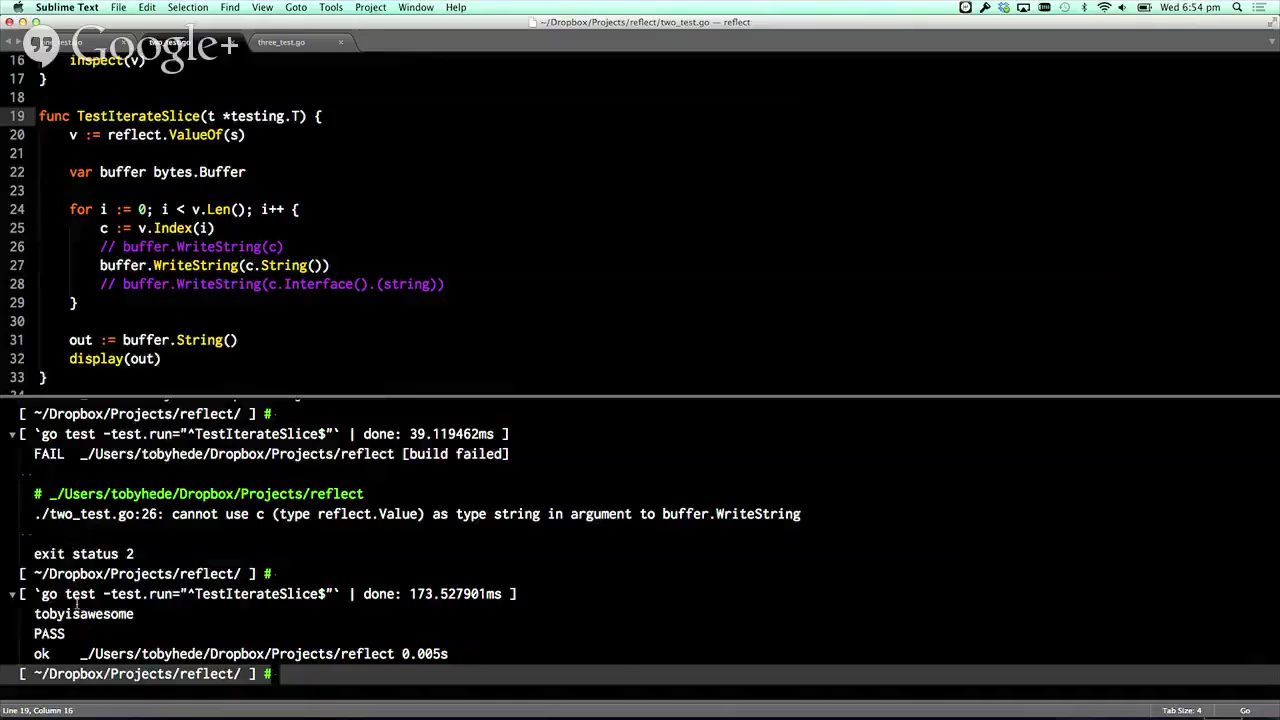 Sublime Text File Edit Selection Find View Goto Tools Project Window Help Wed 6:54 pm
~/Dropbox/Projects/reflect/two_test.go — reflect
two_test.go three_test.go
Google+
16 inspect(v)
17 }
18
19 func TestIterateSlice(t *testing.T) {
20 v := reflect.ValueOf(s)
21
22 var buffer bytes.Buffer
23
24 for i := 0; i < v.Len(); i++ {
25 c := v.Index(i)
26 // buffer.WriteString(c)
27 buffer.WriteString(c.String())
28 // buffer.WriteString(c.Interface().(string))
29 }
30
31 out := buffer.String()
32 display(out)
33 }
[ ~/Dropbox/Projects/reflect/ ] #
[ `go test -test.run="^TestIterateSlice$"` | done: 39.119462ms ]
FAIL _/Users/tobyhede/Dropbox/Projects/reflect [build failed]
..
# _/Users/tobyhede/Dropbox/Projects/reflect
./two_test.go:26: cannot use c (type reflect.Value) as type string in argument to buffer.WriteString
..
exit status 2
[ ~/Dropbox/Projects/reflect/ ] #
[ `go test -test.run="^TestIterateSlice$"` | done: 173.527901ms ]
tobyisawesome
PASS
ok _/Users/tobyhede/Dropbox/Projects/reflect 0.005s
[ ~/Dropbox/Projects/reflect/ ] #
Line 19, Column 16 Tab Size: 4 Go